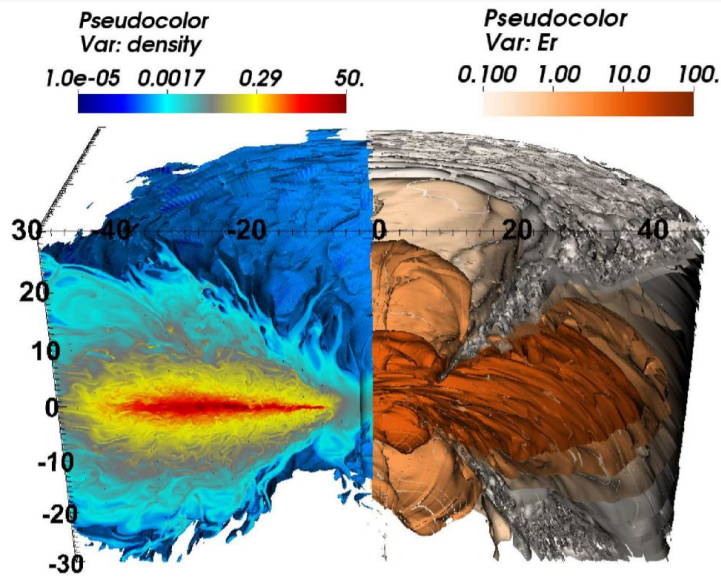 Pseudocolor
Var: density
1.0e-05 0.0017 0.29 50.
Pseudocolor
Var: Er
0.100 1.00 10.0 100.
30 -40 -20 0 20 40
20
10
0
-10
-20
-30